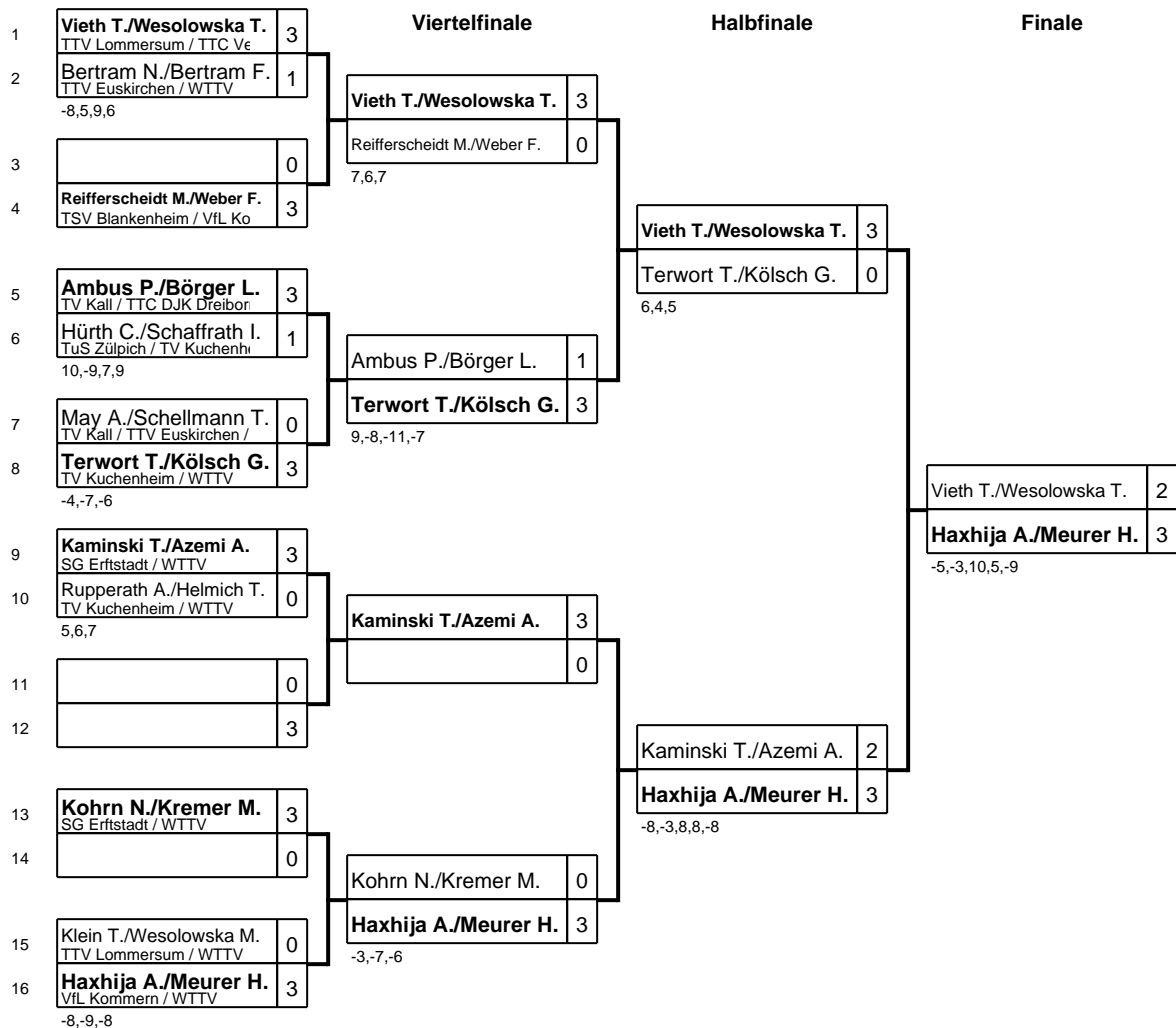 Viertelfinale Halbfinale Finale
1 Vieth T./Wesolowska T. 3
TTV Lommersum / TTC Ve
2 Bertram N./Bertram F. 1
TTV Euskirchen / WTTV
-8,5,9,6
3 0
4 Reifferscheidt M./Weber F. 3
TSV Blankenheim / VfL Ko
5 Ambus P./Börger L. 3
TV Kall / TTC DJK Dreibor
6 Hürth C./Schaffrath I. 1
TuS Zülpich / TV Kuchenh
10,-9,7,9
7 May A./Schellmann T. 0
TV Kall / TTV Euskirchen /
8 Terwort T./Kölsch G. 3
TV Kuchenheim / WTTV
-4,-7,-6
9 Kaminski T./Azemi A. 3
SG Erftstadt / WTTV
10 Rupperath A./Helmich T. 0
TV Kuchenheim / WTTV
5,6,7
11 0
12 3
13 Kohrn N./Kremer M. 3
SG Erftstadt / WTTV
14 0
15 Klein T./Wesolowska M. 0
TTV Lommersum / WTTV
16 Haxhija A./Meurer H. 3
VfL Kommern / WTTV
-8,-9,-8
Vieth T./Wesolowska T. 3
Reifferscheidt M./Weber F. 0
7,6,7
Ambus P./Börger L. 1
Terwort T./Kölsch G. 3
9,-8,-11,-7
Kaminski T./Azemi A. 3
0
Kohrn N./Kremer M. 0
Haxhija A./Meurer H. 3
-3,-7,-6
Vieth T./Wesolowska T. 3
Terwort T./Kölsch G. 0
6,4,5
Kaminski T./Azemi A. 2
Haxhija A./Meurer H. 3
-8,-3,8,8,-8
Vieth T./Wesolowska T. 2
Haxhija A./Meurer H. 3
-5,-3,10,5,-9